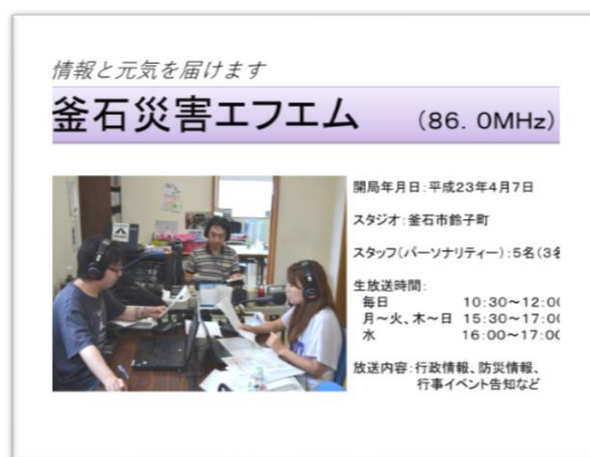 情報と元気を届けます
釜石災害エフエム （86．0MHz）
開局年月日：平成23年4月7日
スタジオ：釜石市鈴子町
スタッフ（パーソナリティー）：5名（3名
生放送時間：
毎日 10：30～12：00
月～火、木～日 15：30～17：00
水 16：00～17：00
放送内容：行政情報、防災情報、
行事イベント告知など